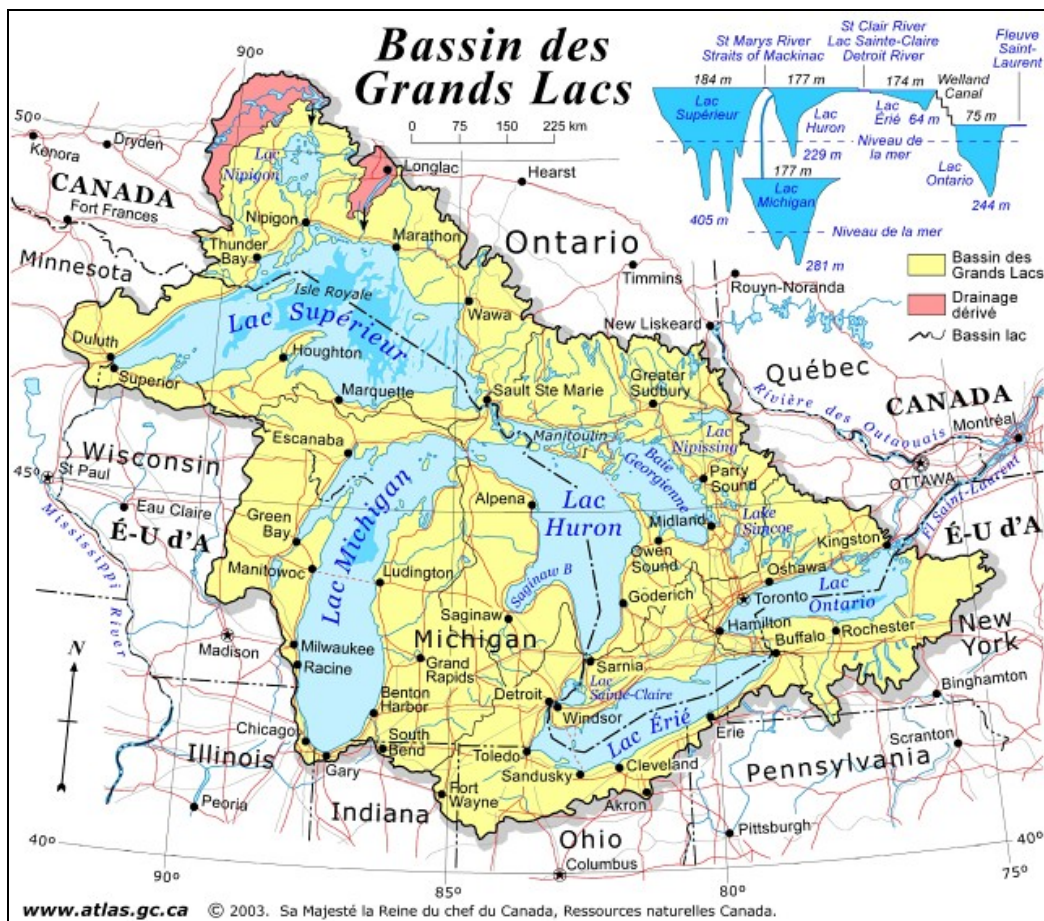 Bassin des
Grands Lacs
0 75 150 225 km
90º
50º
St Marys River
Straits of Mackinac
St Clair River
Lac Sainte-Claire
Detroit River
Fleuve
Saint-
Laurent
184 m
177 m
174 m
Welland
Canal
75 m
Lac
Supérieur
Lac
Huron
Lac
Érié
64 m
229 m
Niveau de
la mer
Lac
Ontario
177 m
Lac
Michigan
405 m
244 m
Niveau de la mer
281 m
Bassin des
Grands Lacs
Drainage
dérivé
Bassin lac
Kenora
Dryden
Lac
Nipigon
Longlac
Hearst
CANADA
Fort Frances
Nipigon
Thunder
Bay
Marathon
Ontario
Timmins
Rouyn-Noranda
Minnesota
Isle Royale
Wawa
New Liskeard
Lac Supérieur
Duluth
Superior
Houghton
Marquette
Sault Ste Marie
Greater
Sudbury
Québec
Rivière des Outaouais
CANADA
Montréal
Escanaba
Manitoulin
I
Lac
Nipissing
Baie
Georgienne
Parry
Sound
OTTAWA
Wisconsin
45º
St Paul
Eau Claire
É-U d'A
Mississippi River
Green
Bay
Manitowoc
Lac Michigan
Ludington
Alpena
Lac
Huron
Midland
Owen
Sound
Lake
Simcoe
Kingston
Fl Saint-Laurent
É-U d'A
Oshawa
Toronto
Lac
Ontario
Saginaw B
Saginaw
Goderich
Hamilton
Buffalo
Rochester
New
York
N
Madison
Milwaukee
Racine
Michigan
Grand
Rapids
Sarnia
Lac
Sainte-Claire
Detroit
Windsor
Binghamton
Benton
Harbor
Chicago
Gary
South
Bend
Toledo
Lac Érié
Erie
Scranton
Illinois
Peoria
Indiana
Fort
Wayne
Sandusky
Cleveland
Akron
Pennsylvania
Pittsburgh
Ohio
Columbus
40º
90º
85º
80º
75º
40º
www.atlas.gc.ca © 2003. Sa Majesté la Reine du chef du Canada, Ressources naturelles Canada.